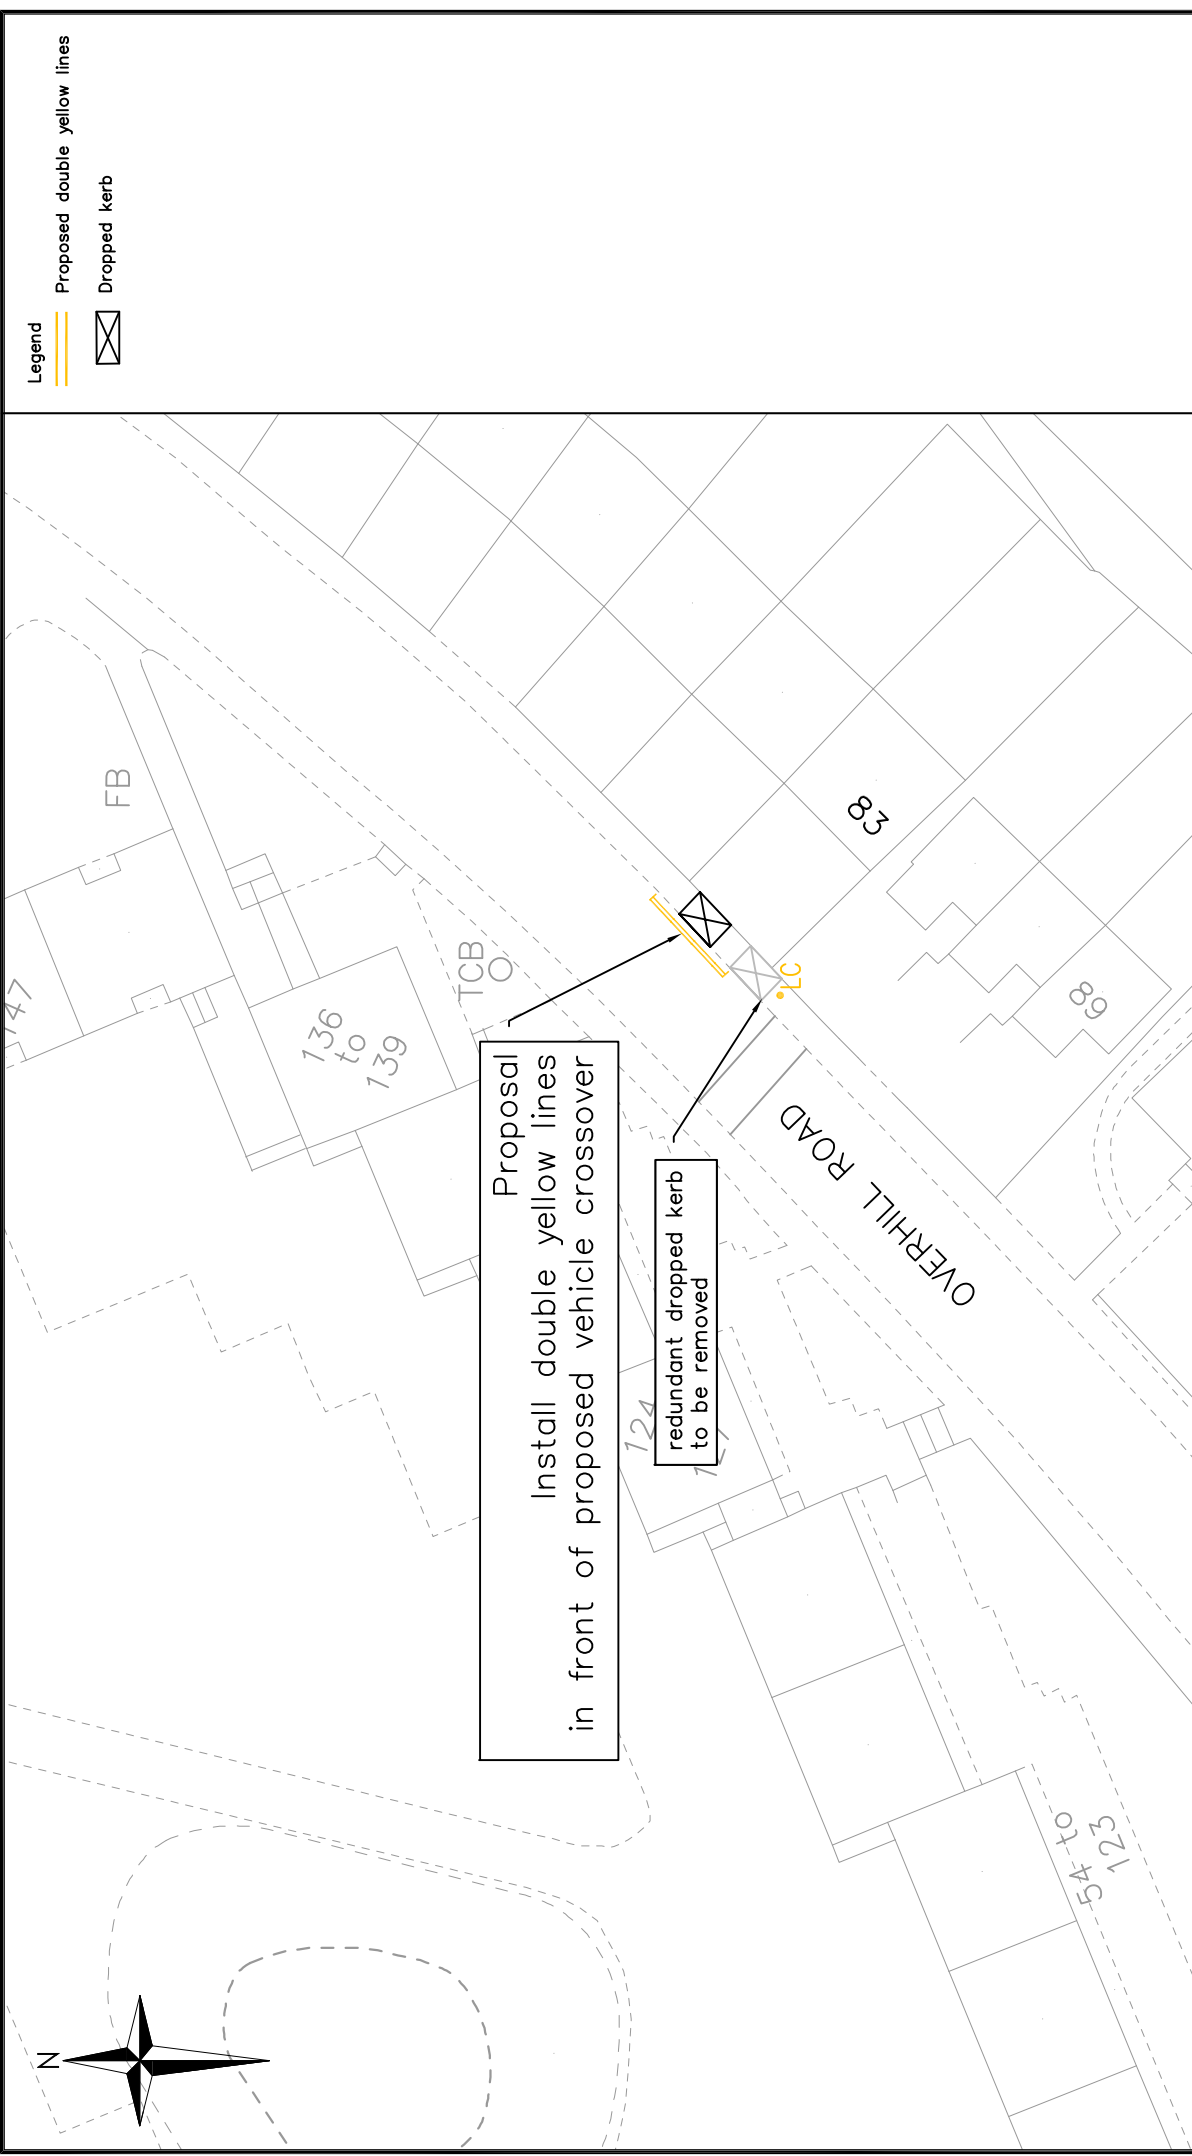 N
147
FB
136
to
139
TCB
Proposal
Install double yellow lines
in front of proposed vehicle crossover
124
redundant dropped kerb
to be removed
LC
83
89
OVERHILL ROAD
54 to
123
Legend
Proposed double yellow lines
Dropped kerb